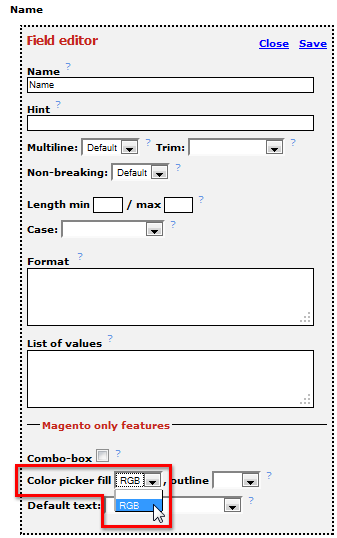 Name
Field editor
Close Save
Name ?
Name
Hint ?
Multiline: Default ? Trim: ?
Non-breaking: Default ?
Length min / max ?
Case: ?
Format ?
List of values ?
Magento only features
Combo-box ?
Color picker fill RGB , outline ?
RGB
Default text: ?